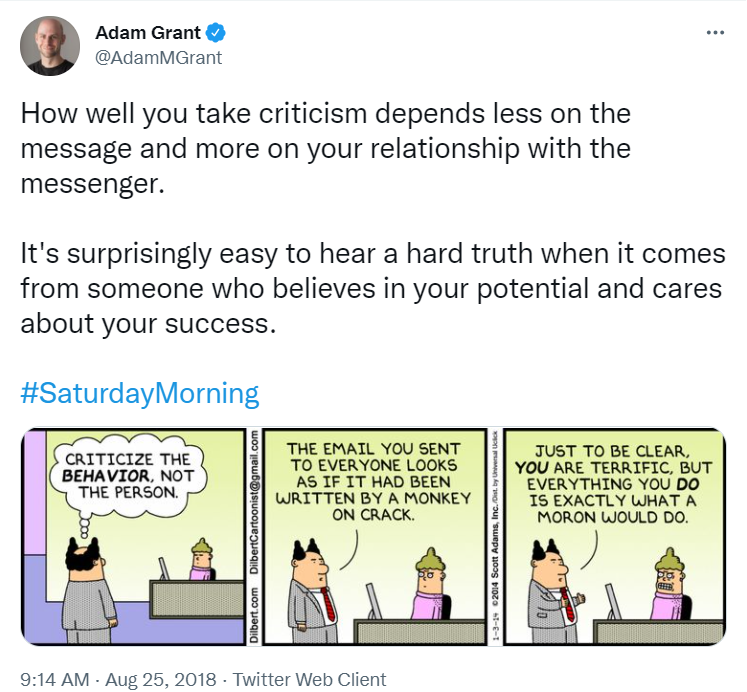 Adam Grant
@AdamMGrant
How well you take criticism depends less on the
message and more on your relationship with the
messenger.
It's surprisingly easy to hear a hard truth when it comes
from someone who believes in your potential and cares
about your success.
#SaturdayMorning
CRITICIZE THE
BEHAVIOR, NOT
THE PERSON.
Dilbert.com DilbertCartoonist@gmail.com
THE EMAIL YOU SENT
TO EVERYONE LOOKS
AS IF IT HAD BEEN
WRITTEN BY A MONKEY
ON CRACK.
1-3-14 ©2014 Scott Adams, Inc./Dist. by Universal Uclick
JUST TO BE CLEAR,
YOU ARE TERRIFIC, BUT
EVERYTHING YOU DO
IS EXACTLY WHAT A
MORON WOULD DO.
9:14 AM · Aug 25, 2018 · Twitter Web Client